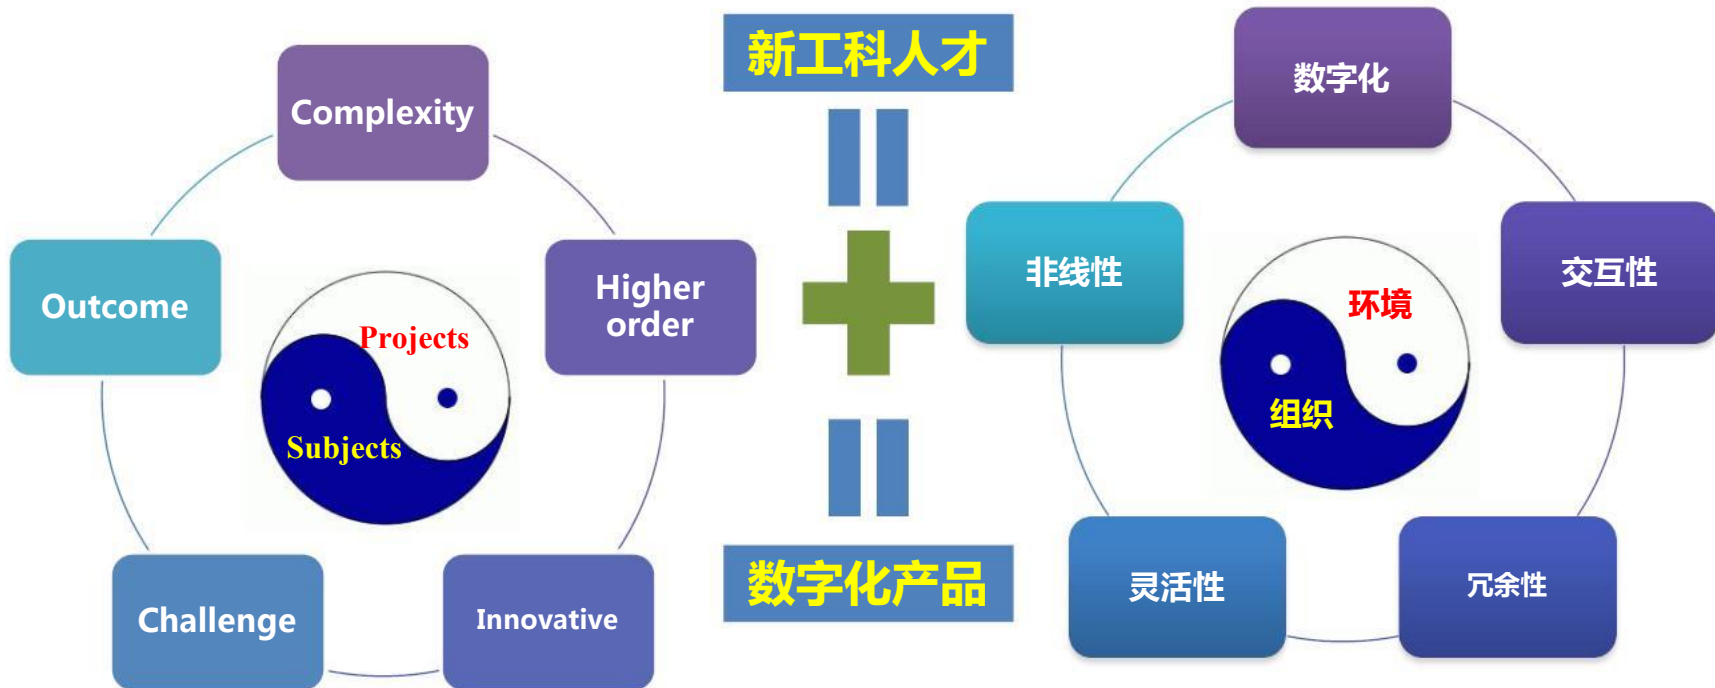 Complexity
Higher
order
Innovative
Challenge
Outcome
Projects
Subjects
新工科人才
数字化产品
数字化
交互性
冗余性
灵活性
非线性
环境
组织